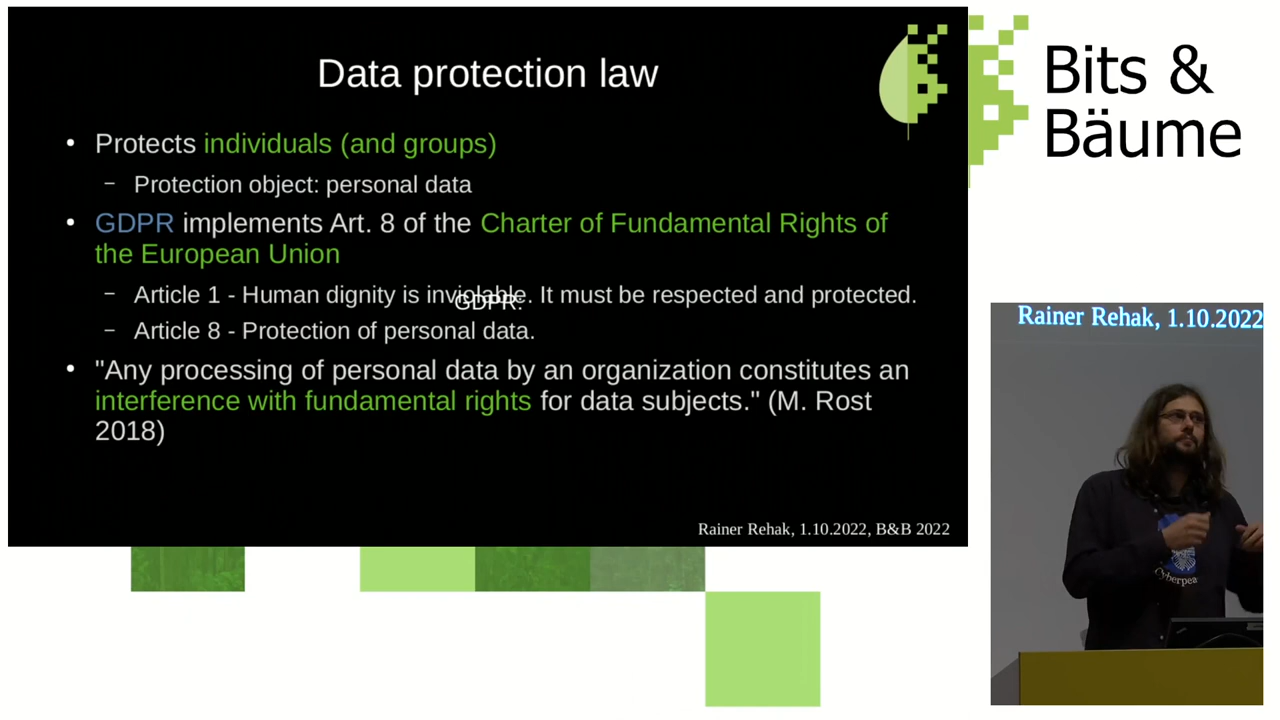 Data protection law
• Protects individuals (and groups)
– Protection object: personal data
• GDPR implements Art. 8 of the Charter of Fundamental Rights of
the European Union
– Article 1 - Human dignity is inviolable. It must be respected and protected.
GDPR:
– Article 8 - Protection of personal data.
• "Any processing of personal data by an organization constitutes an
interference with fundamental rights for data subjects." (M. Rost
2018)
Rainer Rehak, 1.10.2022, B&B 2022
Bits &
Bäume
Rainer Rehak, 1.10.2022
Cyberpea